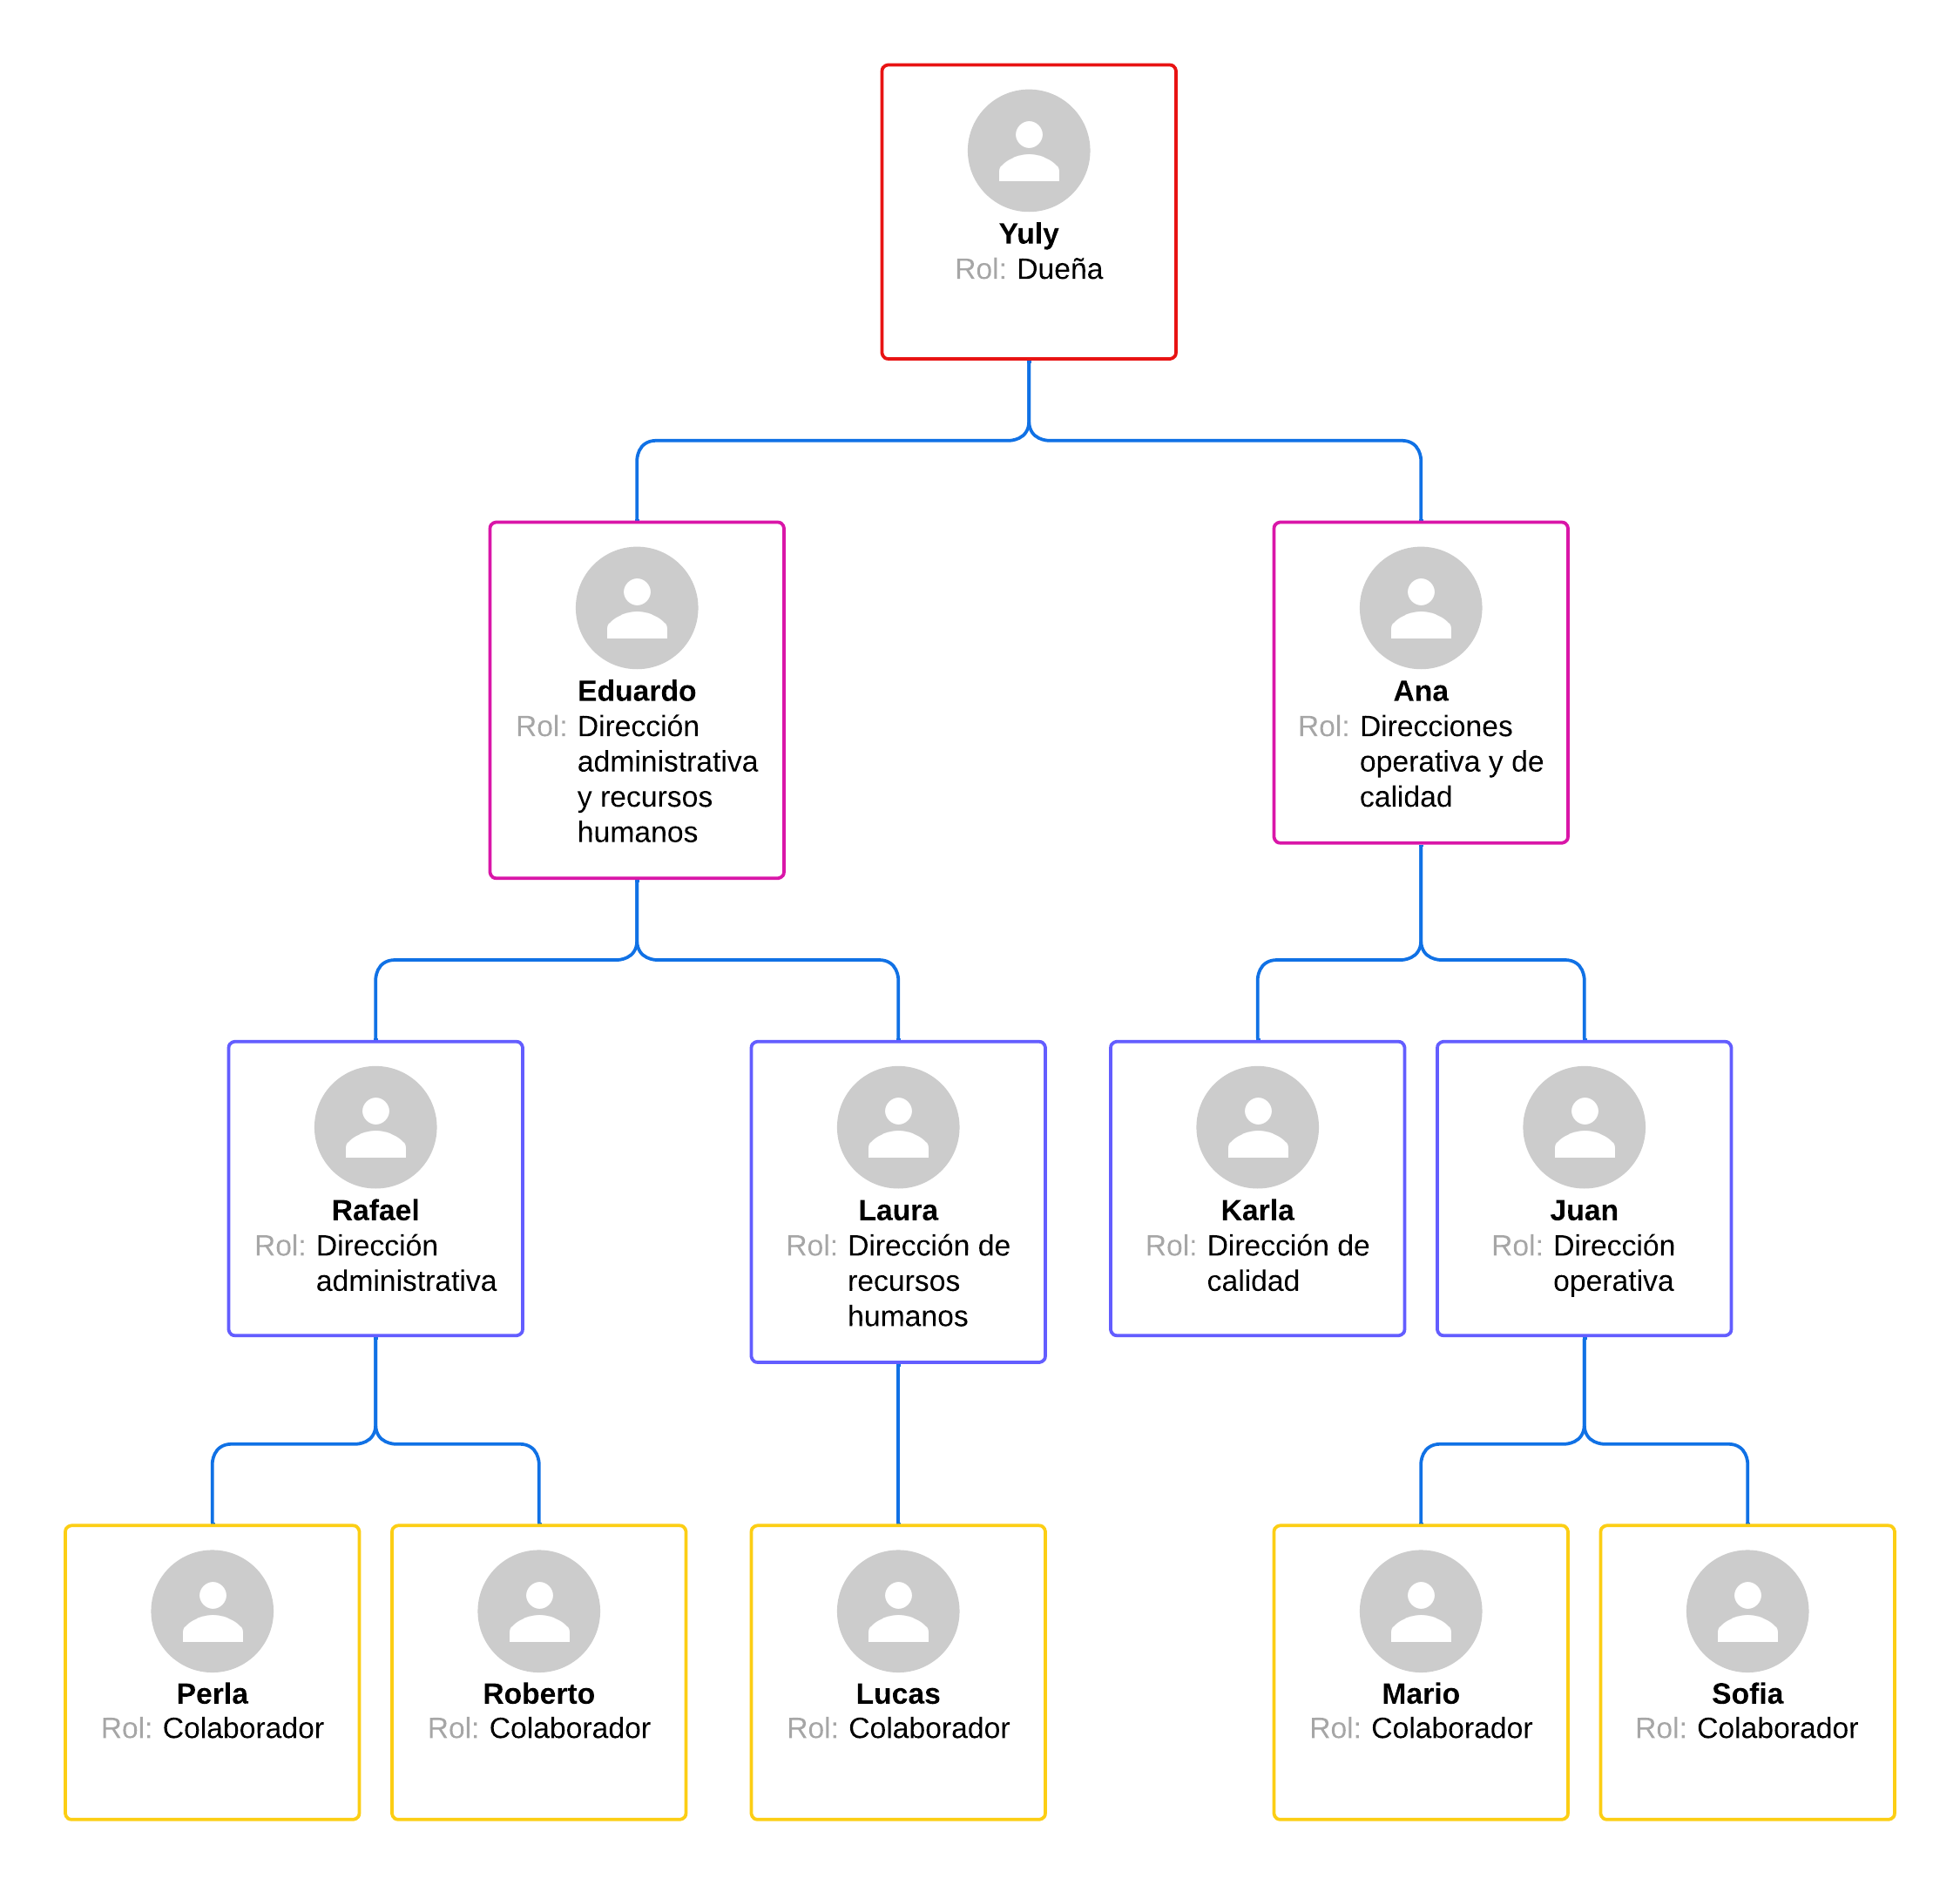 Yuly
Rol: Dueña
Eduardo
Rol: Dirección
administrativa
y recursos
humanos
Ana
Rol: Direcciones
operativa y de
calidad
Rafael
Rol: Dirección
administrativa
Laura
Rol: Dirección de
recursos
humanos
Karla
Rol: Dirección de
calidad
Juan
Rol: Dirección
operativa
Perla
Rol: Colaborador
Roberto
Rol: Colaborador
Lucas
Rol: Colaborador
Mario
Rol: Colaborador
Sofia
Rol: Colaborador